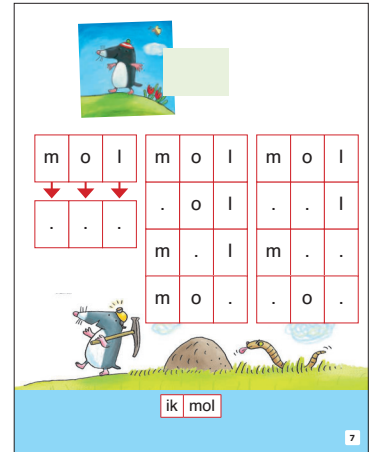 m o l
. . .
m o l
. o l
m . l
m o .
m o l
. . l
m . .
. o .
ik mol
7